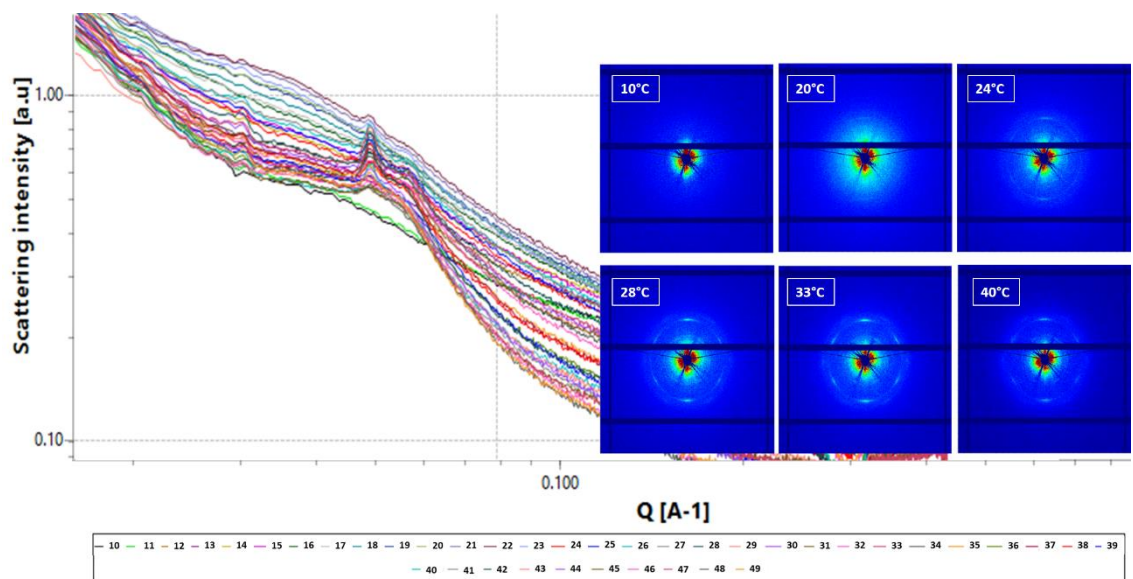 Scattering intensity [a.u]
1.00
0.10
0.100
Q [A-1]
10°C
20°C
24°C
28°C
33°C
40°C
10 11 12 13 14 15 16 17 18 19 20 21 22 23 24 25 26 27 28 29 30 31 32 33 34 35 36 37 38 39
40 41 42 43 44 45 46 47 48 49